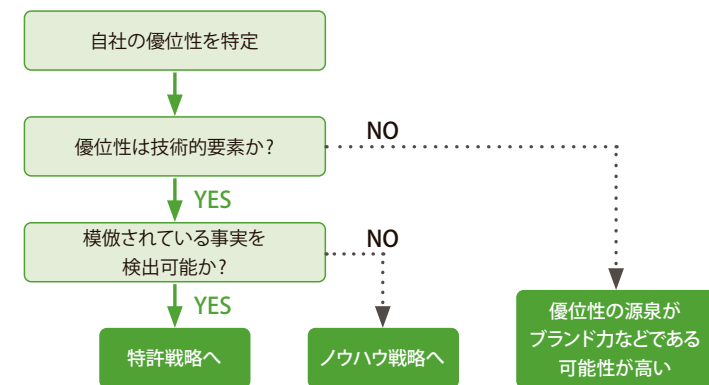 自社の優位性を特定
優位性は技術的要素か?
NO
YES
模倣されている事実を
検出可能か?
NO
YES
特許戦略へ
ノウハウ戦略へ
優位性の源泉が
ブランド力などである
可能性が高い